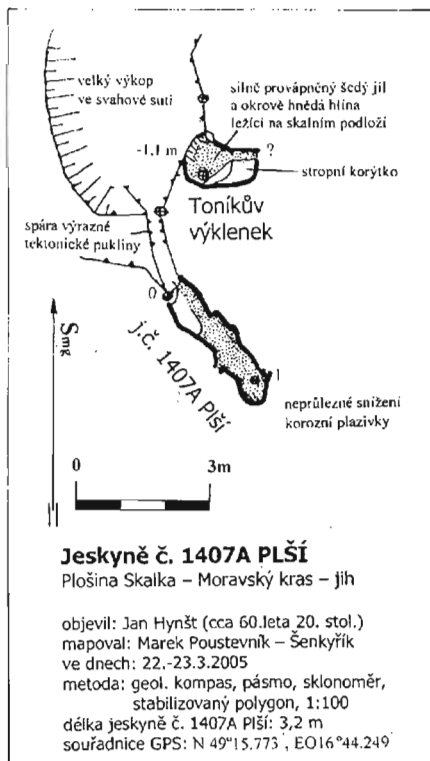 velký výkop
ve svahové suti
silně provápněný šedý jíl
a okrově hnědá hlína
ležící na skalním podloží
-1,1 m
?
stropní korýtko
Toníkův
výklenek
spára výrazné
tektonické pukliny
0
j.č. 1407A Plší
1
Smg
neprůlezné snížení
korozní plazivky
0 3m
Jeskyně č. 1407A PLŠÍ
Plošina Skalka – Moravský kras – jih
objevil: Jan Hynšt (cca 60.leta 20. stol.)
mapoval: Marek Poustevník – Šenkyřík
ve dnech: 22.-23.3.2005
metoda: geol. kompas, pásmo, sklonoměr,
stabilizovaný polygon, 1:100
délka jeskyně č. 1407A Plší: 3,2 m
souřadnice GPS: N 49°15.773', EO16°44.249'